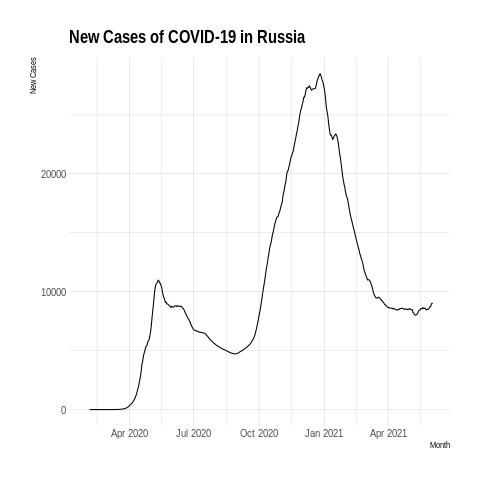 New Cases of COVID-19 in Russia
New Cases
20000
10000
0
Apr 2020 Jul 2020 Oct 2020 Jan 2021 Apr 2021
Month